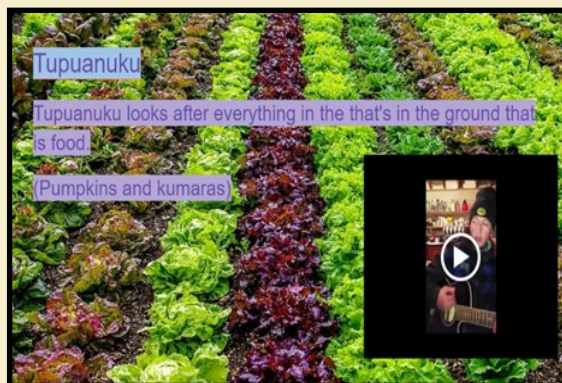 Tupuanuku
Tupuanuku looks after everything in the that's in the ground that
is food.
(Pumpkins and kumaras)